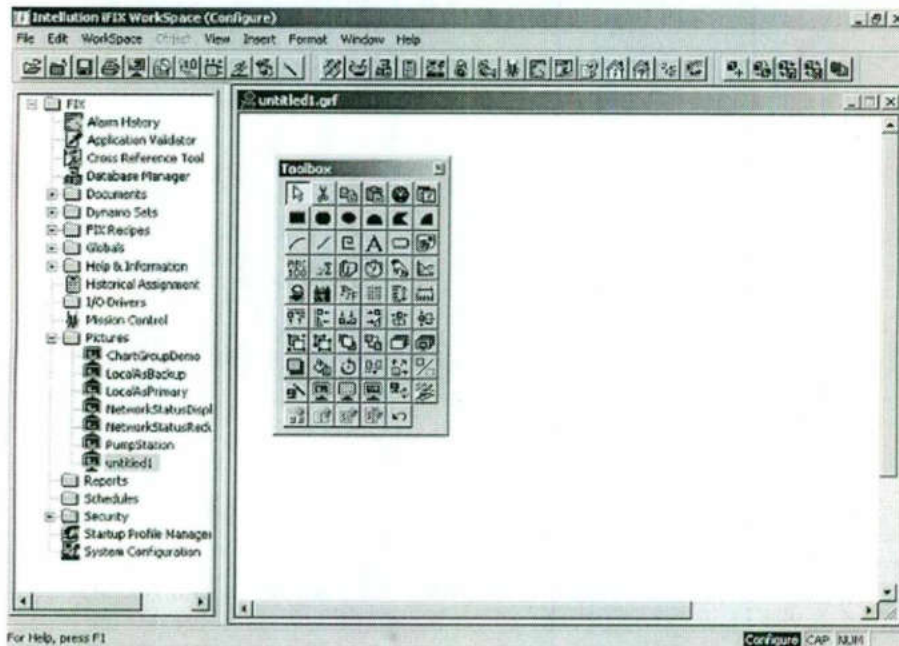 Intellution iFIX WorkSpace (Configure)
File Edit WorkSpace Object View Insert Format Window Help
FIX
Alarm History
Application Validator
Cross Reference Tool
Database Manager
Documents
Dynamo Sets
FIX Recipes
Globals
Help & Information
Historical Assignment
I/O Drivers
Mission Control
Pictures
ChartGroupDemo
LocalAsBackup
LocalAsPrimary
NetworkStatusDispl
NetworkStatusRedu
PumpStation
untitled1
Reports
Schedules
Security
Startup Profile Manager
System Configuration
untitled1.grf
Toolbox
A
For Help, press F1
Configure CAP NUM